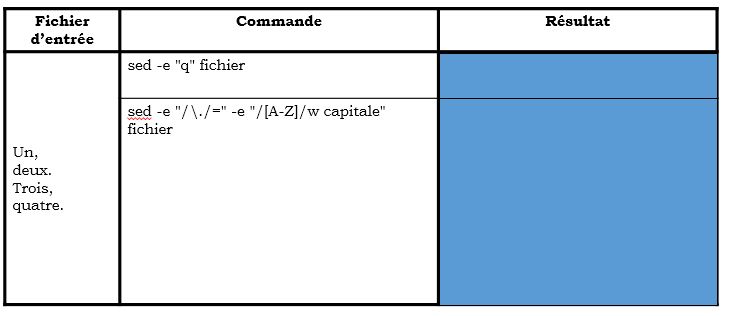 Fichier
d'entrée
Commande
Résultat
Un,
deux.
Trois,
quatre.
sed -e "q" fichier
sed -e "/\./=" -e "/[A-Z]/w capitale"
fichier